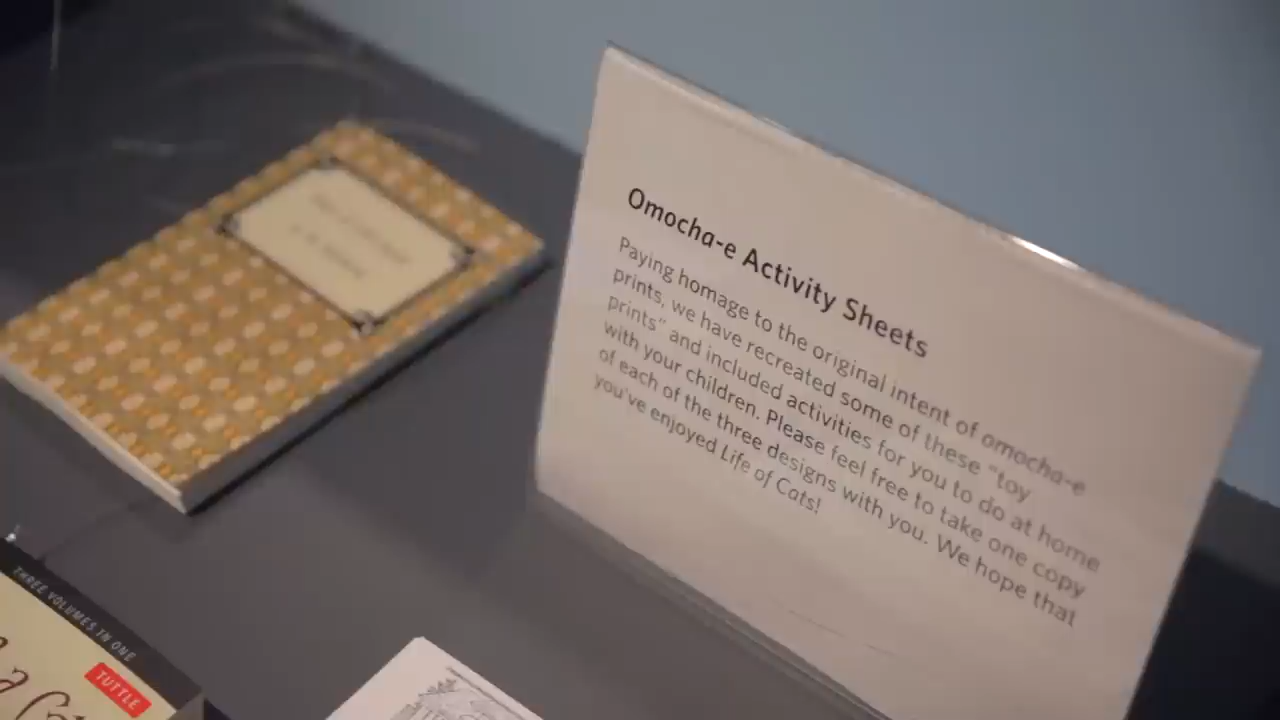 Omocha-e Activity Sheets
Paying homage to the original intent of omocha-e
prints, we have recreated some of these "toy
prints" and included activities for you to do at home
with your children. Please feel free to take one copy
of each of the three designs with you. We hope that
you've enjoyed Life of Cats!
THREE VOLUMES IN ONE
TUTTLE
a